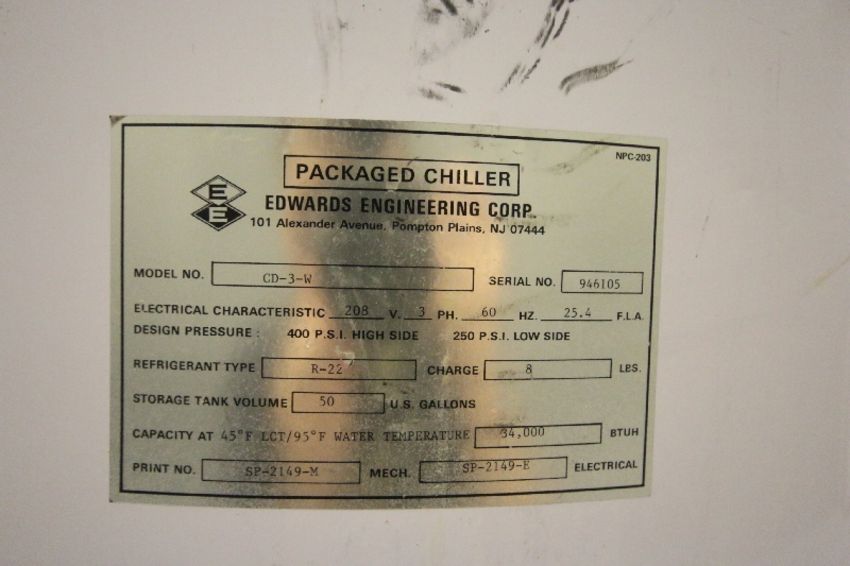 NPC-203
PACKAGED CHILLER
E E
EDWARDS ENGINEERING CORP.
101 Alexander Avenue, Pompton Plains, NJ 07444
MODEL NO. CD-3-W SERIAL NO. 946105
ELECTRICAL CHARACTERISTIC 208 V. 3 PH. 60 HZ. 25.4 F.L.A.
DESIGN PRESSURE : 400 P.S.I. HIGH SIDE 250 P.S.I. LOW SIDE
REFRIGERANT TYPE R-22 CHARGE 8 LBS.
STORAGE TANK VOLUME 50 U.S. GALLONS
CAPACITY AT 45°F LCT/95°F WATER TEMPERATURE 34,000 BTUH
PRINT NO. SP-2149-M MECH. SP-2149-E ELECTRICAL